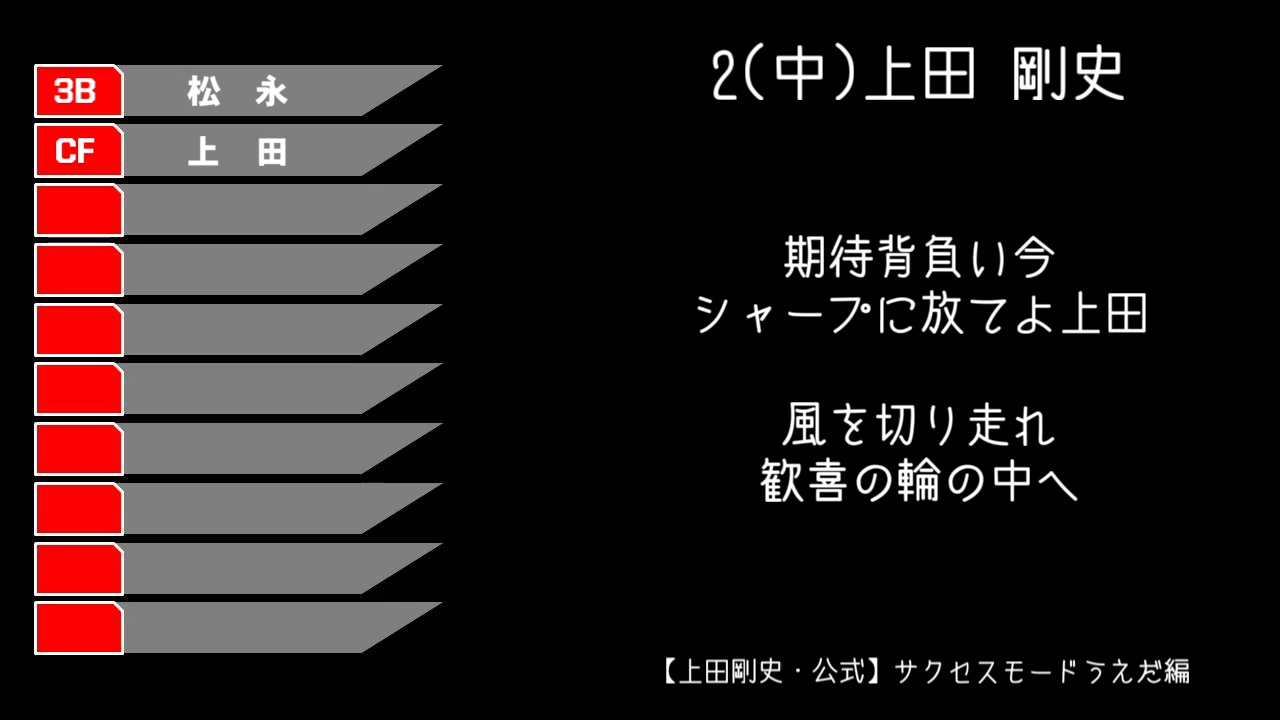 3B 松 永
CF 上 田
2(中)上田 剛史
期待背負い今
シャープに放てよ上田
風を切り走れ
歓喜の輪の中へ
【上田剛史・公式】サクセスモードうえだ編